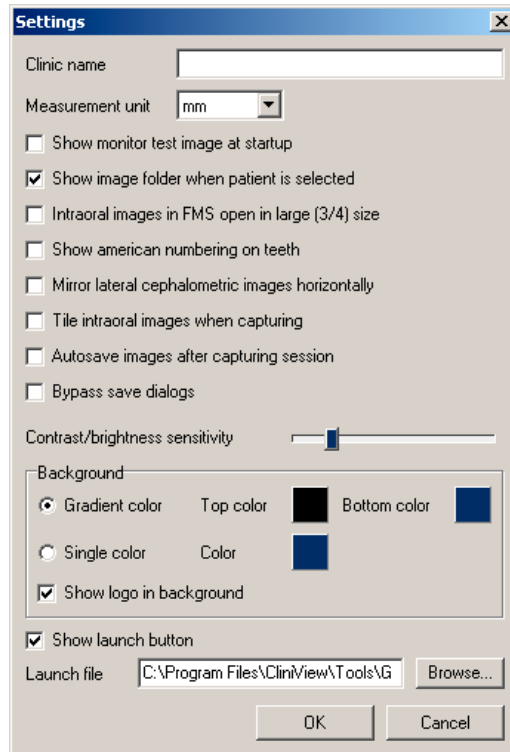 Settings
Clinic name
Measurement unit mm
Show monitor test image at startup
Show image folder when patient is selected
Intraoral images in FMS open in large (3/4) size
Show american numbering on teeth
Mirror lateral cephalometric images horizontally
Tile intraoral images when capturing
Autosave images after capturing session
Bypass save dialogs
Contrast/brightness sensitivity
Background
Gradient color Top color Bottom color
Single color Color
Show logo in background
Show launch button
Launch file C:\Program Files\CliniView\Tools\G Browse...
OK Cancel